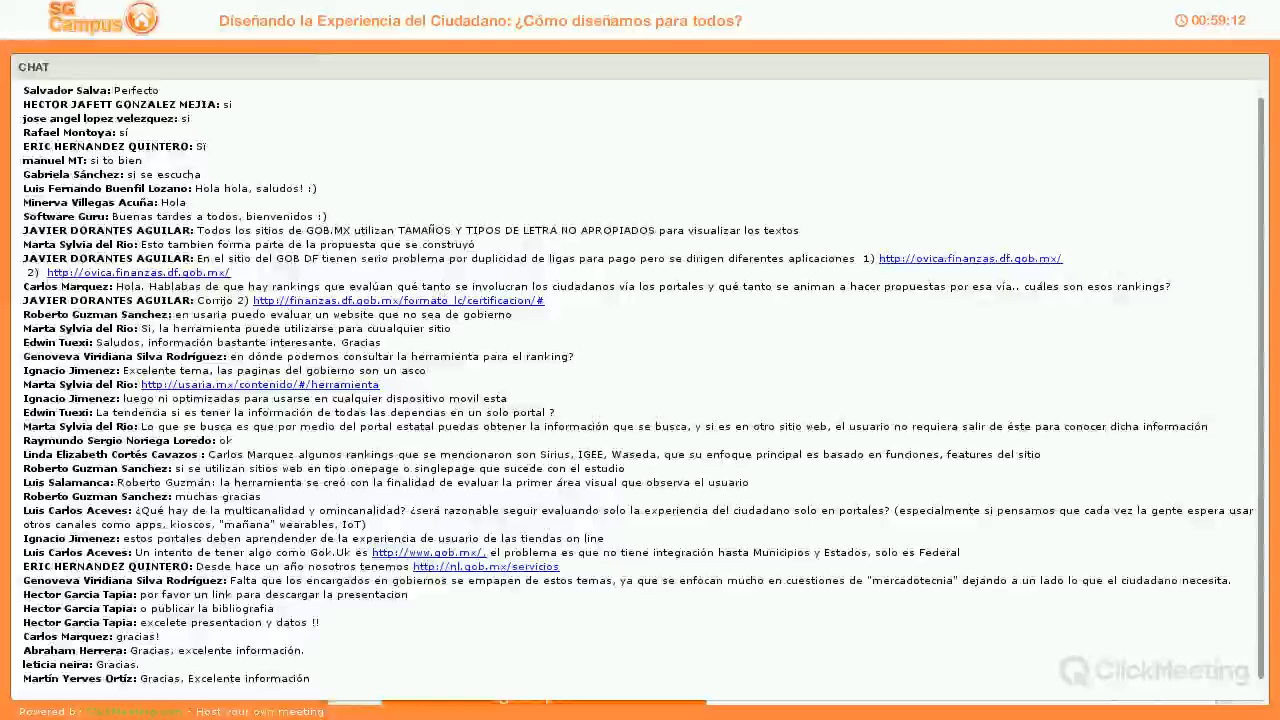 SG Campus
Diseñando la Experiencia del Ciudadano: ¿Cómo diseñamos para todos?
00:59:12
CHAT
Salvador Salva: Perfecto
HECTOR JAFETT GONZALEZ MEJIA: si
jose angel lopez velezquez: si
Rafael Montoya: sí
ERIC HERNANDEZ QUINTERO: Sï
manuel MT: si to bien
Gabriela Sánchez: si se escucha
Luis Fernando Buenfil Lozano: Hola hola, saludos! :)
Minerva Villegas Acuña: Hola
Software Guru: Buenas tardes a todos, bienvenidos :)
JAVIER DORANTES AGUILAR: Todos los sitios de GOB.MX utilizan TAMAÑOS Y TIPOS DE LETRA NO APROPIADOS para visualizar los textos
Marta Sylvia del Rio: Esto tambien forma parte de la propuesta que se construyó
JAVIER DORANTES AGUILAR: En el sitio del GOB DF tienen serio problema por duplicidad de ligas para pago pero se dirigen diferentes aplicaciones 1) http://ovica.finanzas.df.gob.mx/
2) http://ovica.finanzas.df.gob.mx/
Carlos Marquez: Hola. Hablabas de que hay rankings que evalúan qué tanto se involucran los ciudadanos vía los portales y qué tanto se animan a hacer propuestas por esa vía.. cuáles son esos rankings?
JAVIER DORANTES AGUILAR: Corrijo 2) http://finanzas.df.gob.mx/formato_lc/certificacion/#
Roberto Guzman Sanchez: en usaria puedo evaluar un website que no sea de gobierno
Marta Sylvia del Rio: Si, la herramienta puede utilizarse para cuualquier sitio
Edwin Tuexi: Saludos, información bastante interesante. Gracias
Genoveva Viridiana Silva Rodríguez: en dónde podemos consultar la herramienta para el ranking?
Ignacio Jimenez: Excelente tema, las paginas del gobierno son un asco
Marta Sylvia del Rio: http://usaria.mx/contenido/#/herramienta
Ignacio Jimenez: luego ni optimizadas para usarse en cualquier dispositivo movil esta
Edwin Tuexi: La tendencia si es tener la información de todas las depencias en un solo portal ?
Marta Sylvia del Rio: Lo que se busca es que por medio del portal estatal puedas obtener la información que se busca, y si es en otro sitio web, el usuario no requiera salir de éste para conocer dicha información
Raymundo Sergio Noriega Loredo: ok
Linda Elizabeth Cortés Cavazos : Carlos Marquez algunos rankings que se mencionaron son Sirius, IGEE, Waseda, que su enfoque principal es basado en funciones, features del sitio
Roberto Guzman Sanchez: si se utilizan sitios web en tipo onepage o singlepage que sucede con el estudio
Luis Salamanca: Roberto Guzmán: la herramienta se creó con la finalidad de evaluar la primer área visual que observa el usuario
Roberto Guzman Sanchez: muchas gracias
Luis Carlos Aceves: ¿Qué hay de la multicanalidad y omincanalidad? ¿será razonable seguir evaluando solo la experiencia del ciudadano solo en portales? (especialmente si pensamos que cada vez la gente espera usar
otros canales como apps, kioscos, "mañana" wearables, IoT)
Ignacio Jimenez: estos portales deben aprendender de la experiencia de usuario de las tiendas on line
Luis Carlos Aceves: Un intento de tener algo como Gok.Uk es http://www.gob.mx/, el problema es que no tiene integración hasta Municipios y Estados, solo es Federal
ERIC HERNANDEZ QUINTERO: Desde hace un año nosotros tenemos http://nl.gob.mx/servicios
Genoveva Viridiana Silva Rodríguez: Falta que los encargados en gobiernos se empapen de estos temas, ya que se enfocan mucho en cuestiones de "mercadotecnia" dejando a un lado lo que el ciudadano necesita.
Hector Garcia Tapia: por favor un link para descargar la presentacion
Hector Garcia Tapia: o publicar la bibliografia
Hector Garcia Tapia: excelete presentacion y datos !!
Carlos Marquez: gracias!
Abraham Herrera: Gracias, excelente información.
leticia neira: Gracias.
Martín Yerves Ortíz: Gracias, Excelente información
ClickMeeting
Powered by ClickMeeting.com - Host your own meeting